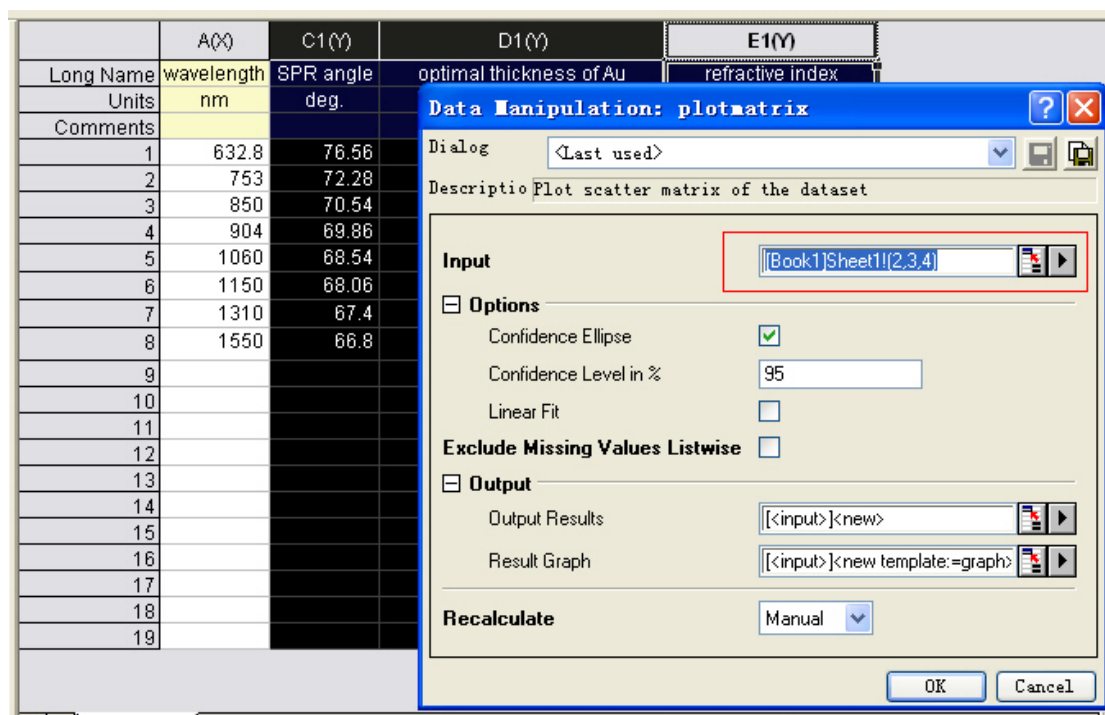 A(X) C1(Y) D1(Y) E1(Y)
Long Name wavelength SPR angle optimal thickness of Au refractive index
Units nm deg.
Comments
1 632.8 76.56
2 753 72.28
3 850 70.54
4 904 69.86
5 1060 68.54
6 1150 68.06
7 1310 67.4
8 1550 66.8
9
10
11
12
13
14
15
16
17
18
19
Data Manipulation: plotmatrix
Dialog <Last used>
Descriptio Plot scatter matrix of the dataset
Input [Book1]Sheet1!(2,3,4)
Options
Confidence Ellipse
Confidence Level in % 95
Linear Fit
Exclude Missing Values Listwise
Output
Output Results [<input>]<new>
Result Graph [<input>]<new template:=graph>
Recalculate Manual
OK Cancel